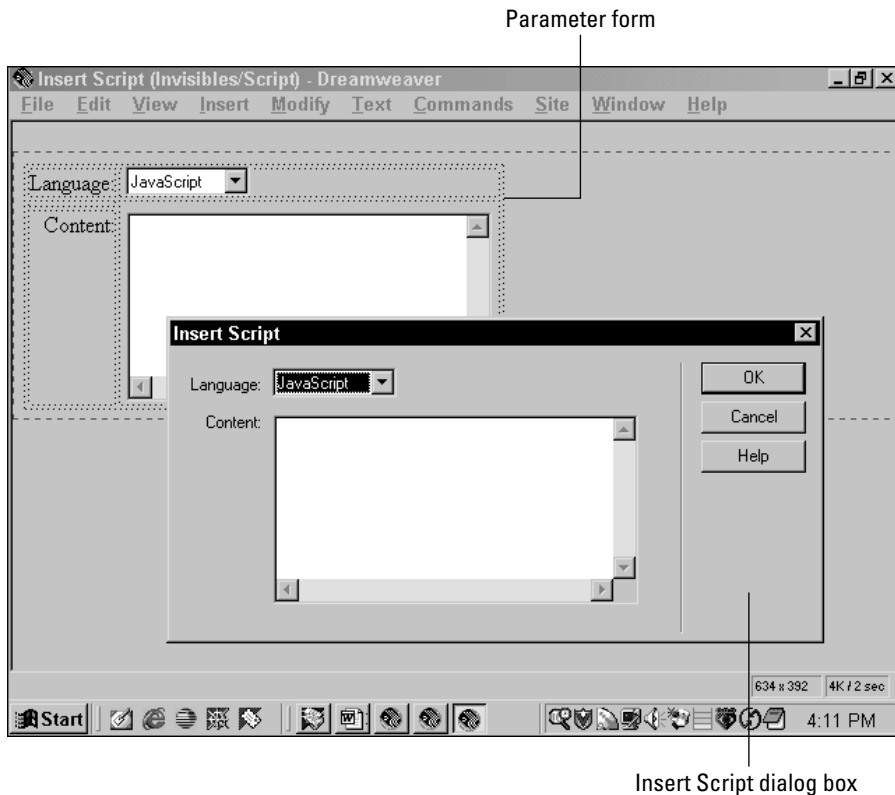 Parameter form
Insert Script (Invisibles/Script) - Dreamweaver
File Edit View Insert Modify Text Commands Site Window Help
Language: JavaScript
Content:
Insert Script
Language: JavaScript
OK
Content:
Cancel
Help
634 x 392 4K / 2 sec
Start 4:11 PM
Insert Script dialog box